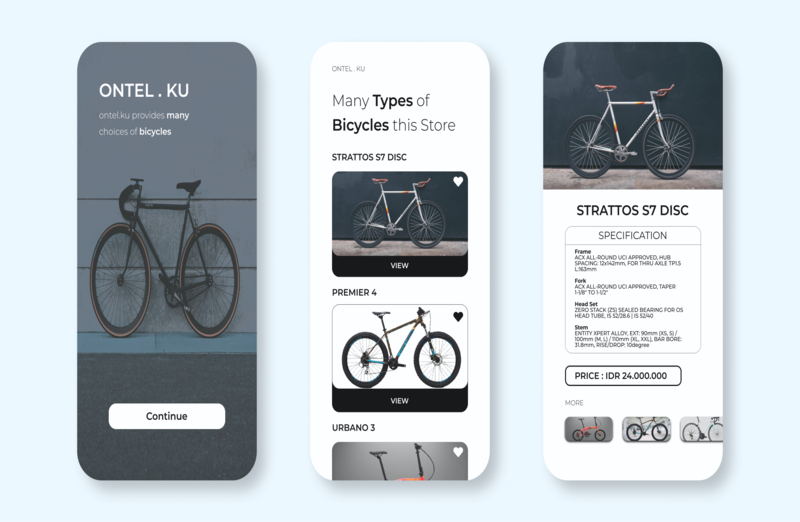 ONTEL . KU
ontel.ku provides many
choices of bicycles
Continue
ONTEL . KU
Many Types of
Bicycles this Store
STRATTOS S7 DISC
VIEW
PREMIER 4
VIEW
URBANO 3
STRATTOS S7 DISC
SPECIFICATION
Frame
ACX ALL-ROUND UCI APPROVED, HUB
SPACING: 12x142mm, FOR THRU AXLE TP1.5
L:163mm
Fork
ACX ALL-ROUND UCI APPROVED, TAPER
1-1/8" TO 1-1/2"
Head Set
ZERO STACK (ZS) SEALED BEARING FOR OS
HEAD TUBE, IS 52/28.6 | IS 52/40
Stem
ENTITY XPERT ALLOY, EXT: 90mm (XS, S) /
100mm (M, L) / 110mm (XL, XXL), BAR BORE:
31.8mm, RISE/DROP: 10degree
PRICE : IDR 24.000.000
MORE